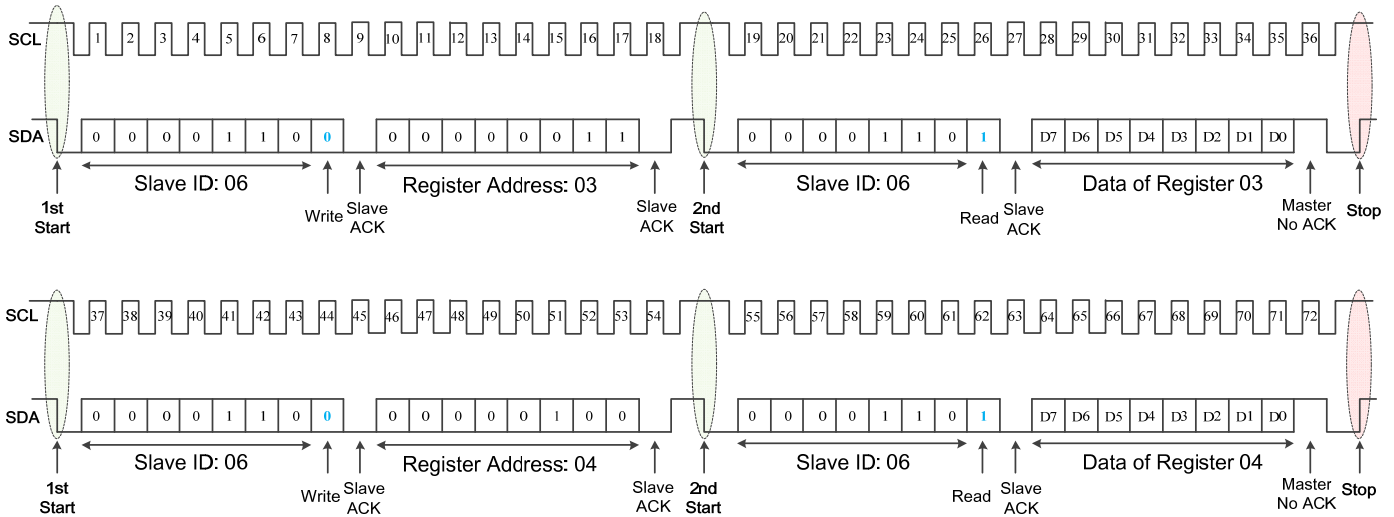 SCL 1 2 3 4 5 6 7 8 9 10 11 12 13 14 15 16 17 18 19 20 21 22 23 24 25 26 27 28 29 30 31 32 33 34 35 36
SDA 0 0 0 0 1 1 0 0 0 0 0 0 0 0 1 1 0 0 0 0 1 1 0 1 D7 D6 D5 D4 D3 D2 D1 D0
Slave ID: 06 Register Address: 03 Slave ID: 06 Data of Register 03
1st Start Write Slave ACK Slave ACK 2nd Start Read Slave ACK Master No ACK Stop
SCL 37 38 39 40 41 42 43 44 45 46 47 48 49 50 51 52 53 54 55 56 57 58 59 60 61 62 63 64 65 66 67 68 69 70 71 72
SDA 0 0 0 0 1 1 0 0 0 0 0 0 0 1 0 0 0 0 0 0 1 1 0 1 D7 D6 D5 D4 D3 D2 D1 D0
Slave ID: 06 Register Address: 04 Slave ID: 06 Data of Register 04
1st Start Write Slave ACK Slave ACK 2nd Start Read Slave ACK Master No ACK Stop